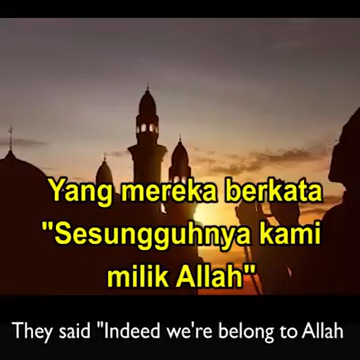 Yang mereka berkata
"Sesungguhnya kami
milik Allah"
They said "Indeed we're belong to Allah